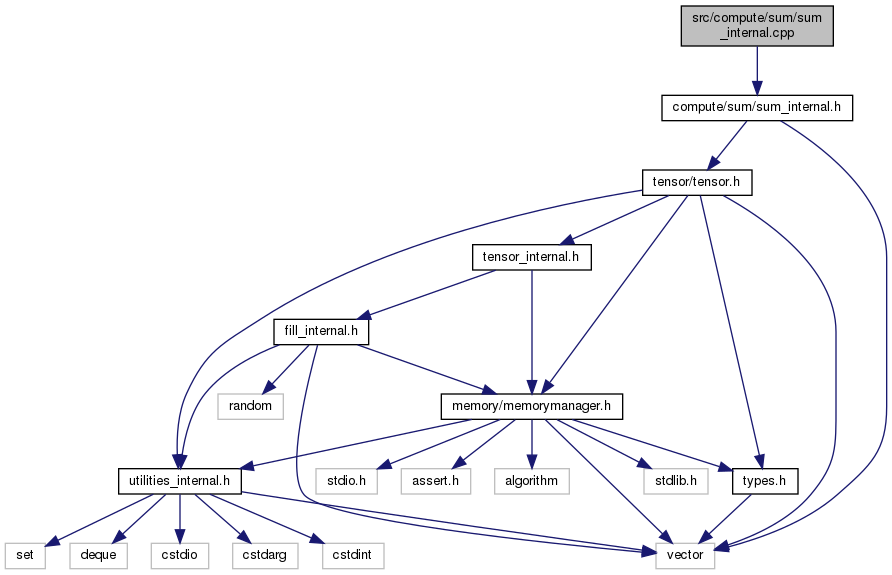 src/compute/sum/sum
_internal.cpp
compute/sum/sum_internal.h
tensor/tensor.h
tensor_internal.h
fill_internal.h
random
memory/memorymanager.h
utilities_internal.h
stdio.h
assert.h
algorithm
stdlib.h
types.h
set
deque
cstdio
cstdarg
cstdint
vector